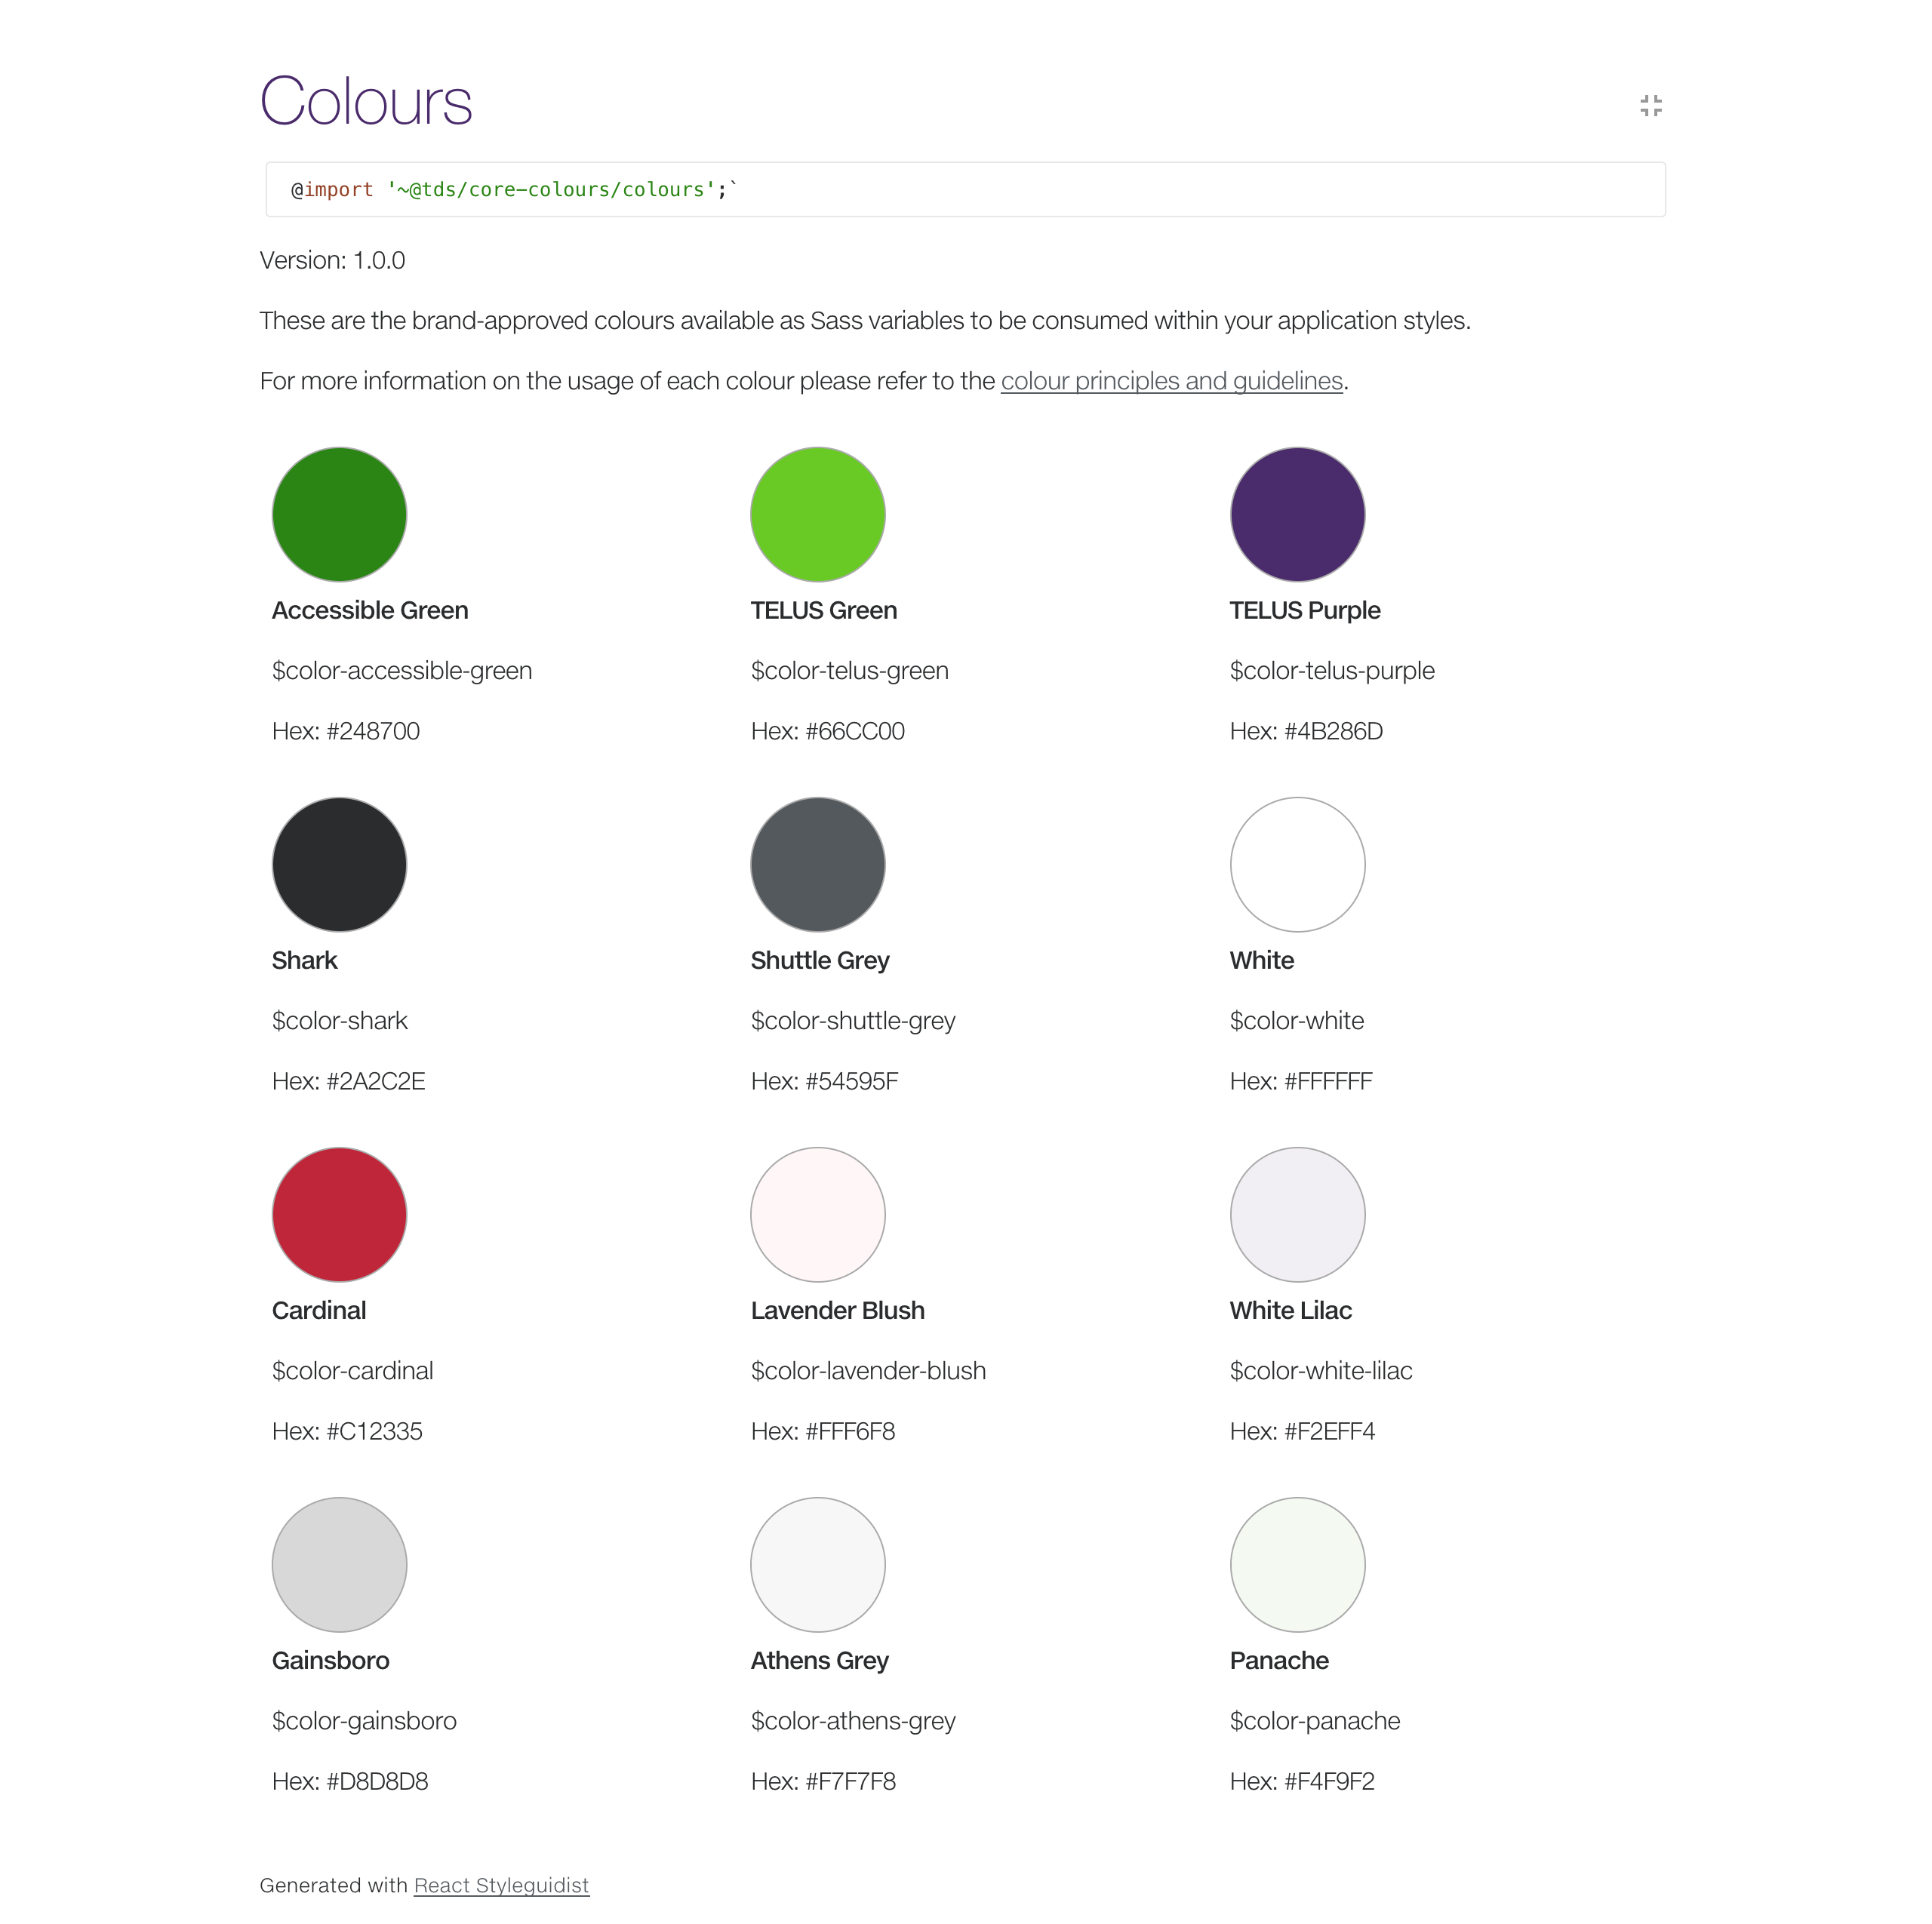 Colours
@import '~@tds/core-colours/colours';`
Version: 1.0.0
These are the brand-approved colours available as Sass variables to be consumed within your application styles.
For more information on the usage of each colour please refer to the colour principles and guidelines.
Accessible Green
$color-accessible-green
Hex: #248700
TELUS Green
$color-telus-green
Hex: #66CC00
TELUS Purple
$color-telus-purple
Hex: #4B286D
Shark
$color-shark
Hex: #2A2C2E
Shuttle Grey
$color-shuttle-grey
Hex: #54595F
White
$color-white
Hex: #FFFFFF
Cardinal
$color-cardinal
Hex: #C12335
Lavender Blush
$color-lavender-blush
Hex: #FFF6F8
White Lilac
$color-white-lilac
Hex: #F2EFF4
Gainsboro
$color-gainsboro
Hex: #D8D8D8
Athens Grey
$color-athens-grey
Hex: #F7F7F8
Panache
$color-panache
Hex: #F4F9F2
Generated with React Styleguidist